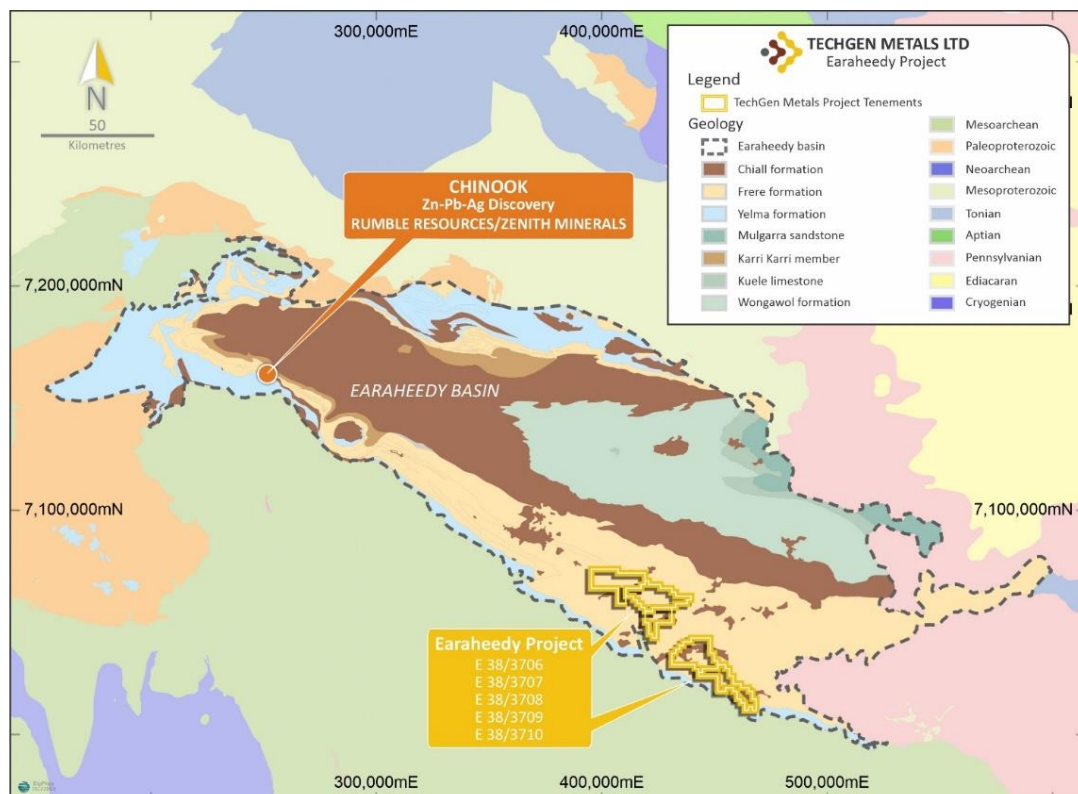 300,000mE
400,000mE
N
50
Kilometres
TECHGEN METALS LTD
Earaheedy Project
Legend
TechGen Metals Project Tenements
Geology
Earaheedy basin
Chiall formation
Frere formation
Yelma formation
Mulgarra sandstone
Karri Karri member
Kuele limestone
Wongawol formation
Mesoarchean
Paleoproterozoic
Neoarchean
Mesoproterozoic
Tonian
Aptian
Pennsylvanian
Ediacaran
Cryogenian
CHINOOK
Zn-Pb-Ag Discovery
RUMBLE RESOURCES/ZENITH MINERALS
7,200,000mN
EARAHEEDY BASIN
7,100,000mN
7,100,000mN
Earaheedy Project
E 38/3706
E 38/3707
E 38/3708
E 38/3709
E 38/3710
300,000mE
400,000mE
500,000mE